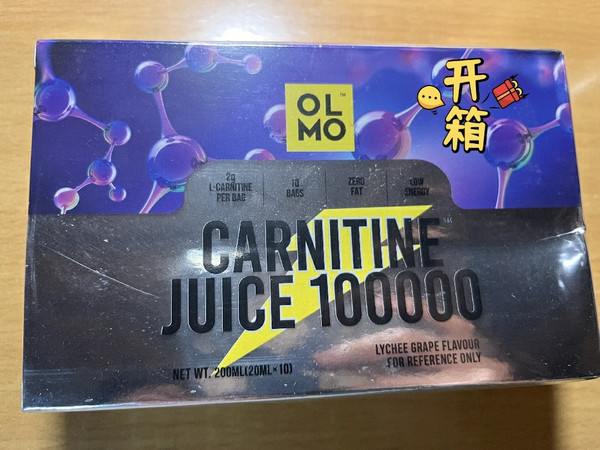 开
箱
OL
MO
TM
2g
L-CARNITINE
PER BAG
10
BAGS
ZERO
FAT
LOW
ENERGY
CARNITINE
JUICE 100000
LYCHEE GRAPE FLAVOUR
FOR REFERENCE ONLY
NET WT. 200ML(20ML×10)